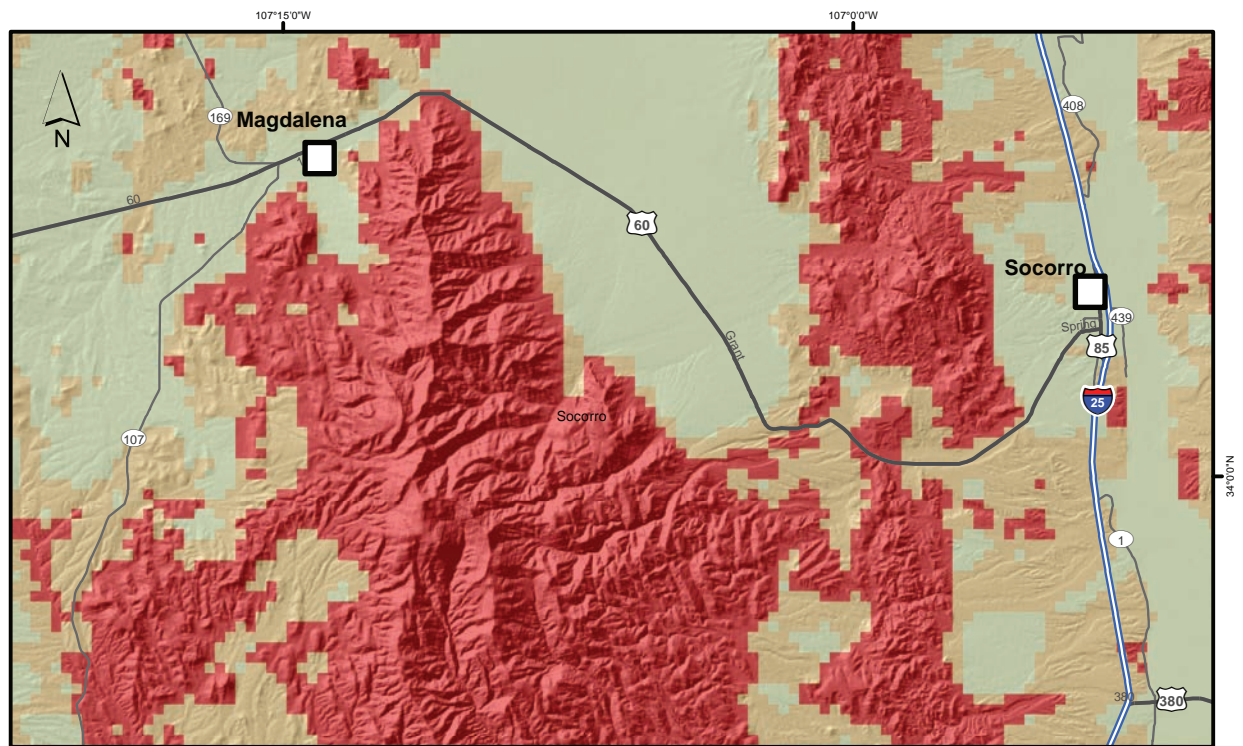 107°15'0"W
107°0'0"W
N
169
Magdalena
408
60
60
Socorro
Spring
439
85
Grant
25
Socorro
107
34°0'0"N
1
380
380